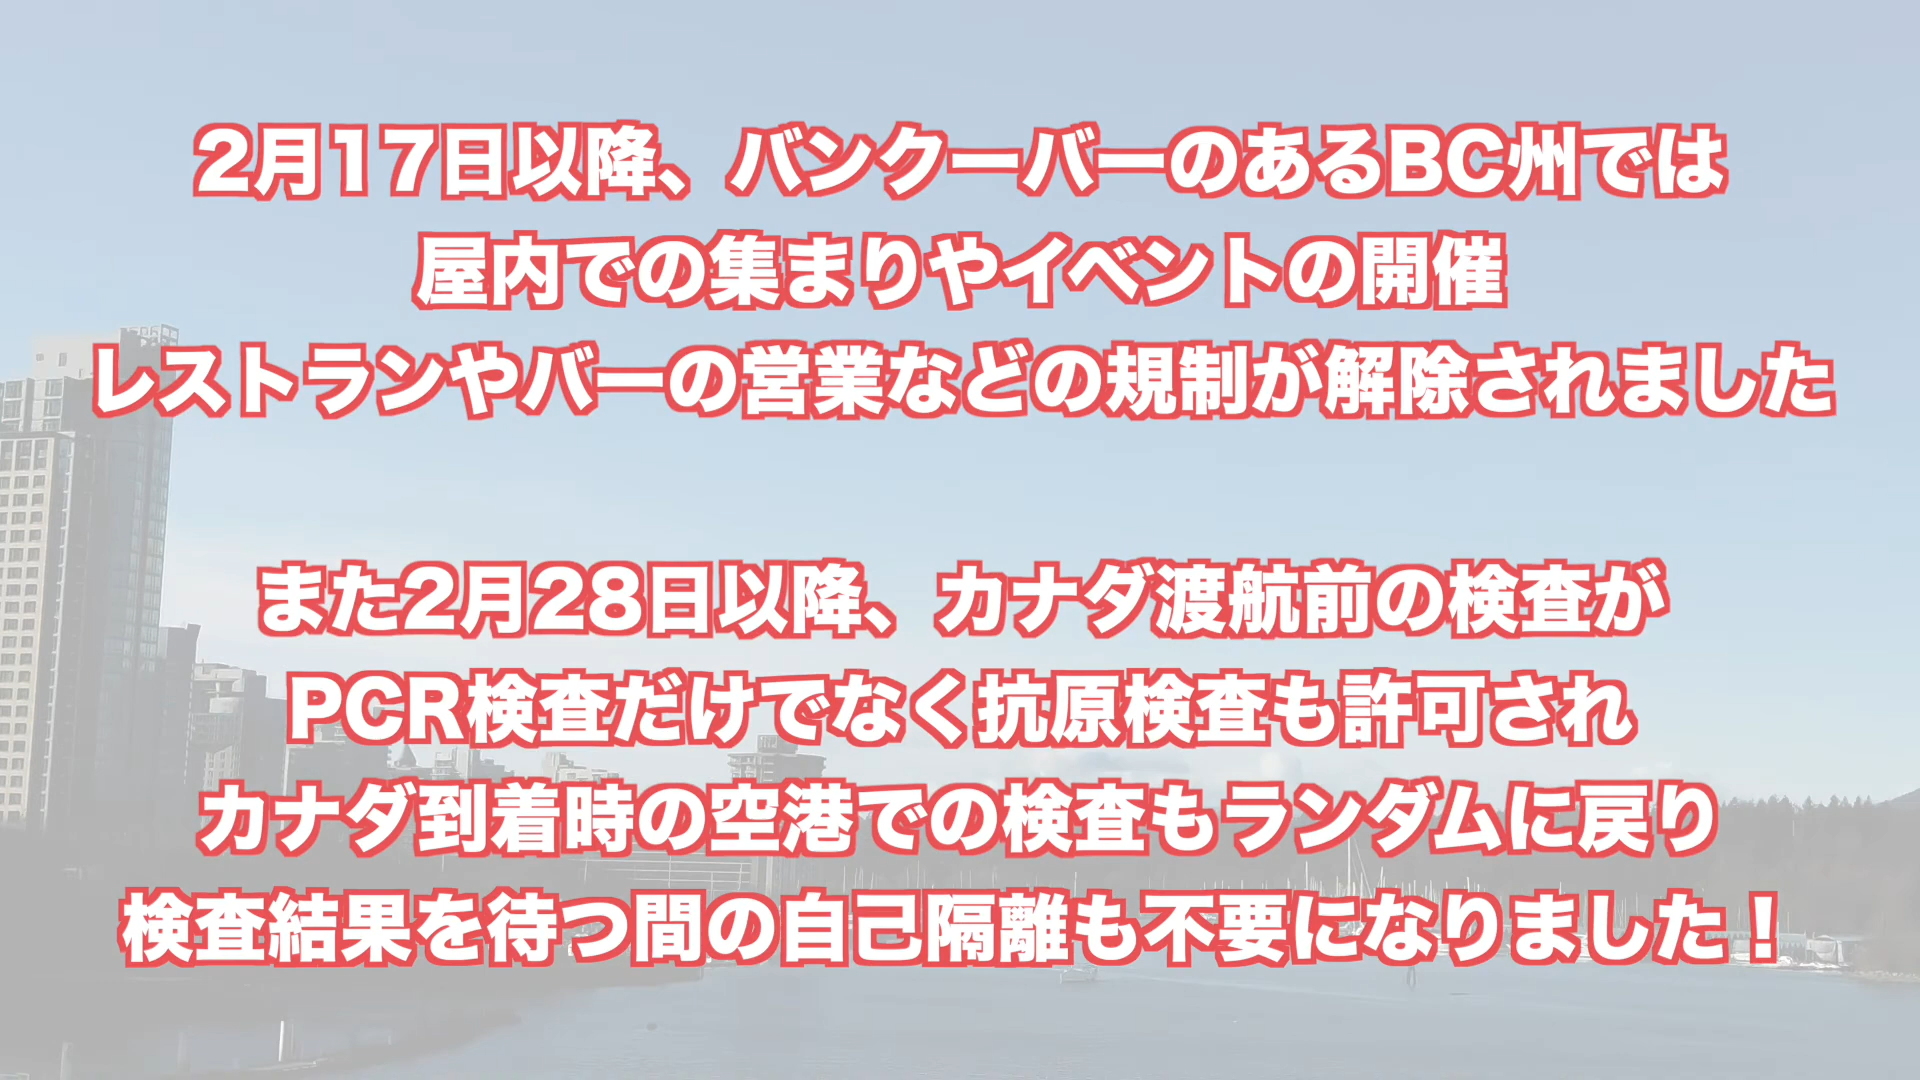 2月17日以降、バンクーバーのあるBC州では
屋内での集まりやイベントの開催
レストランやバーの営業などの規制が解除されました
また2月28日以降、カナダ渡航前の検査が
PCR検査だけでなく抗原検査も許可され
カナダ到着時の空港での検査もランダムに戻り
検査結果を待つ間の自己隔離も不要になりました！